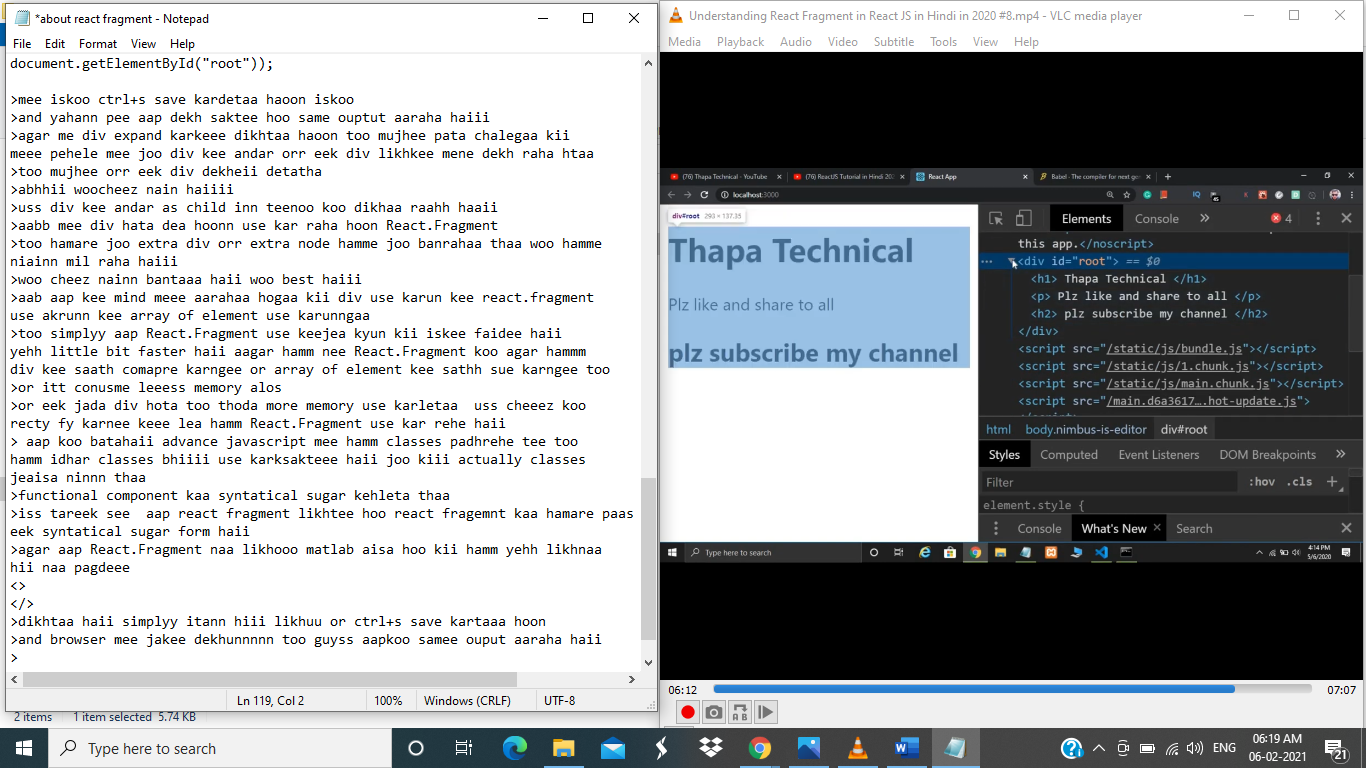 *about react fragment - Notepad
File Edit Format View Help
document.getElementById("root"));
>mee iskoo ctrl+s save kardetaa haoon iskoo
>and yahann pee aap dekh saktee hoo same ouptut aaraha haiii
>agar me div expand karkeee dikhtaa haoon too mujhee pata chalegaa kii
meee pehele mee joo div kee andar orr eek div likhkee mene dekh raha htaa
>too mujhee orr eek div dekheii detatha
>abhhii woocheez nain haiiii
>uss div kee andar as child inn teenoo koo dikhaa raahh haaii
>aabb mee div hata dea hoonn use kar raha hoon React.Fragment
>too hamare joo extra div orr extra node hamme joo banrahaa thaa woo hamme
niainn mil raha haiii
>woo cheez nainn bantaaa haii woo best haiii
>aab aap kee mind meee aarahaa hogaa kii div use karun kee react.fragment
use akrunn kee array of element use karunngaa
>too simplyy aap React.Fragment use keejea kyun kii iskee faidee haii
yehh little bit faster haii aagar hamm nee React.Fragment koo agar hammm
div kee saath comapre karngee or array of element kee sathh sue karngee too
>or itt conusme leeess memory alos
>or eek jada div hota too thoda more memory use karletaa  uss cheeez koo
recty fy karnee keee lea hamm React.Fragment use kar rehe haii
> aap koo batahaii advance javascript mee hamm classes padhrehe tee too
hamm idhar classes bhiiii use karksakteee haii joo kiii actually classes
jeaisa ninnn thaa
>functional component kaa syntatical sugar kehleta thaa
>iss tareek see  aap react fragment likhtee hoo react fragemnt kaa hamare paas
eek syntatical sugar form haii
>agar aap React.Fragment naa likhooo matlab aisa hoo kii hamm yehh likhnaa
hii naa pagdeee
<>
</>
>dikhtaa haii simplyy itann hiii likhuu or ctrl+s save kartaaa hoon
>and browser mee jakee dekhunnnnn too guyss aapkoo samee ouput aaraha haii
>
Ln 119, Col 2 100% Windows (CRLF) UTF-8
2 items 1 item selected 5.74 KB
Understanding React Fragment in React JS in Hindi in 2020 #8.mp4 - VLC media player
Media Playback Audio Video Subtitle Tools View Help
(76) Thapa Technical - YouTube (76) ReactJS Tutorial in Hindi 202 React App Babel - The compiler for next ge
localhost:3000
div#root 293 × 137.35
Thapa Technical
Plz like and share to all
plz subscribe my channel
Elements Console » 4
this app.</noscript>
<div id="root"> == $0
<h1> Thapa Technical </h1>
<p> Plz like and share to all </p>
<h2> plz subscribe my channel </h2>
</div>
<script src="/static/js/bundle.js"></script>
<script src="/static/js/1.chunk.js"></script>
<script src="/static/js/main.chunk.js"></script>
<script src="/main.d6a3617….hot-update.js">
html body.nimbus-is-editor div#root
Styles Computed Event Listeners DOM Breakpoints »
Filter :hov .cls +
element.style {
Console What's New Search
Type here to search
4:14 PM
5/6/2020
06:12 07:07
Type here to search
ENG
06:19 AM
06-02-2021
21